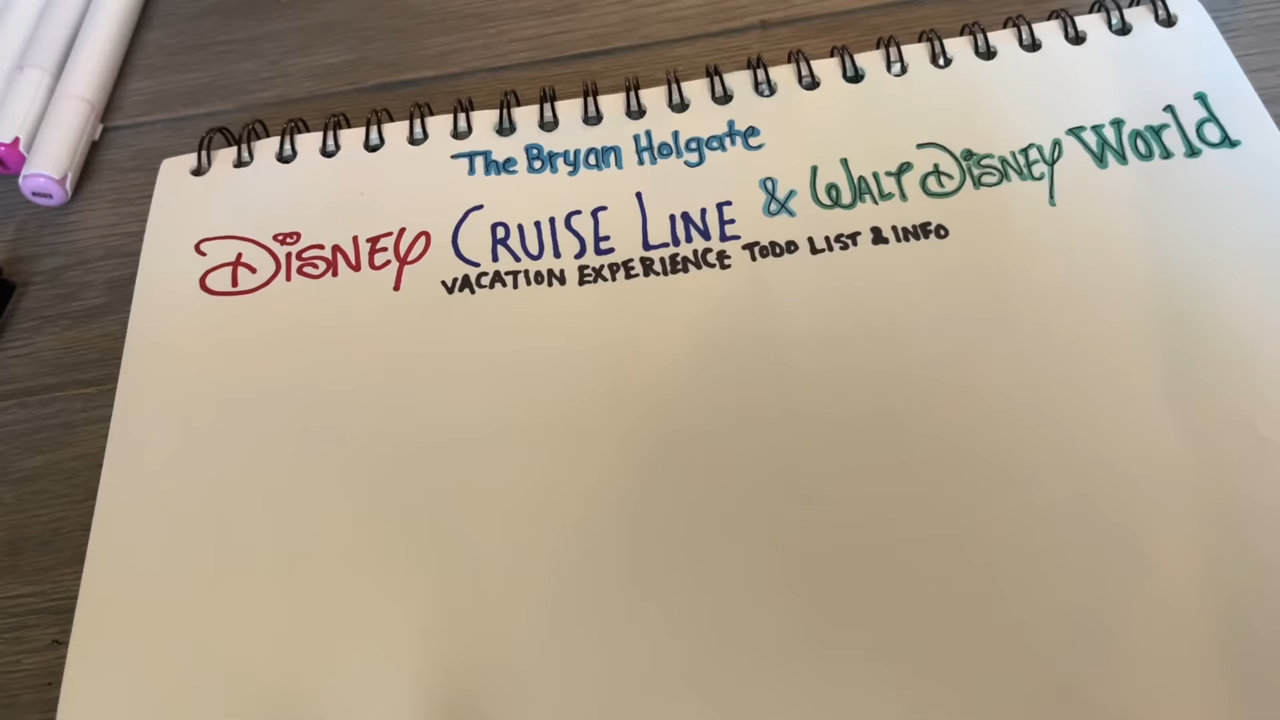 The Bryan Holgate
Disney Cruise Line & Walt Disney World
VACATION EXPERIENCE TODO LIST & INFO